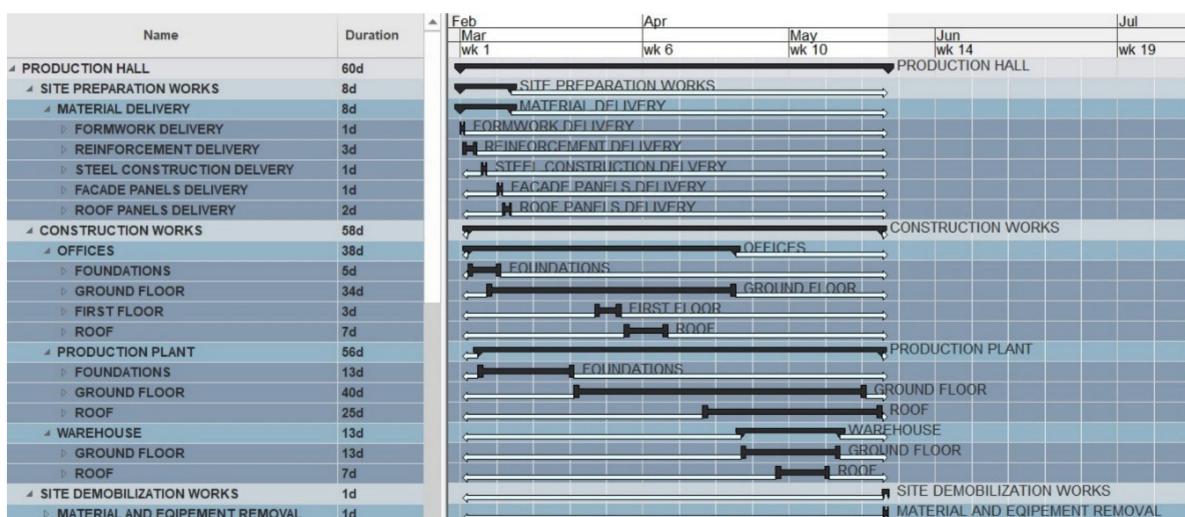 Name Duration
Feb Apr Jul
Mar May Jun
wk 1 wk 6 wk 10 wk 14 wk 19
PRODUCTION HALL 60d PRODUCTION HALL
SITE PREPARATION WORKS 8d SITE PREPARATION WORKS
MATERIAL DELIVERY 8d MATERIAL DELIVERY
FORMWORK DELIVERY 1d FORMWORK DELIVERY
REINFORCEMENT DELIVERY 3d REINFORCEMENT DELIVERY
STEEL CONSTRUCTION DELVERY 1d STEEL CONSTRUCTION DELVERY
FACADE PANELS DELIVERY 1d FACADE PANELS DELIVERY
ROOF PANELS DELIVERY 2d ROOF PANELS DELIVERY
CONSTRUCTION WORKS 58d CONSTRUCTION WORKS
OFFICES 38d OFFICES
FOUNDATIONS 5d FOUNDATIONS
GROUND FLOOR 34d GROUND FLOOR
FIRST FLOOR 3d FIRST FLOOR
ROOF 7d ROOF
PRODUCTION PLANT 56d PRODUCTION PLANT
FOUNDATIONS 13d FOUNDATIONS
GROUND FLOOR 40d GROUND FLOOR
ROOF 25d ROOF
WAREHOUSE 13d WAREHOUSE
GROUND FLOOR 13d GROUND FLOOR
ROOF 7d ROOF
SITE DEMOBILIZATION WORKS 1d SITE DEMOBILIZATION WORKS
MATERIAL AND EQIPEMENT REMOVAL 1d MATERIAL AND EQIPEMENT REMOVAL